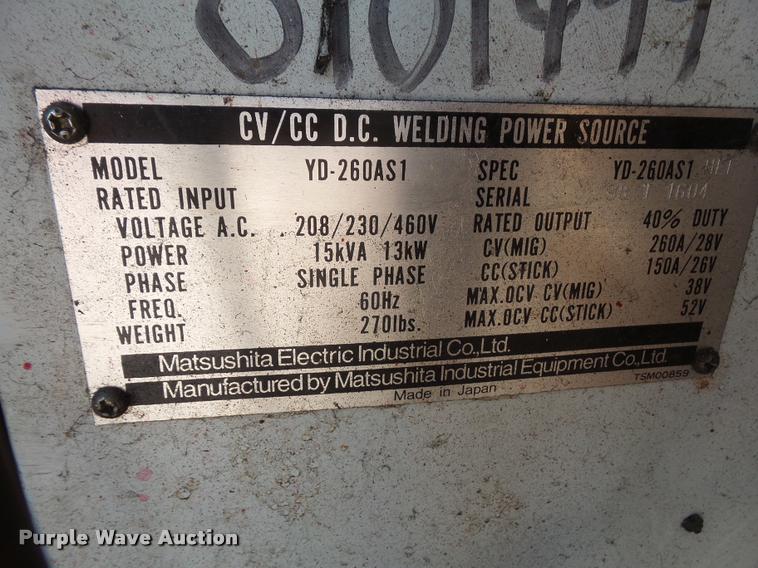 CV/CC D.C. WELDING POWER SOURCE
MODEL YD-260AS1 SPEC YD-260AS1
RATED INPUT SERIAL 1604
VOLTAGE A.C. 208/230/460V RATED OUTPUT 40% DUTY
POWER 15kVA 13kW CV(MIG) 260A/28V
PHASE SINGLE PHASE CC(STICK) 150A/26V
FREQ. 60Hz MAX.OCV CV(MIG) 38V
WEIGHT 270lbs. MAX.OCV CC(STICK) 52V
Matsushita Electric Industrial Co.,Ltd.
Manufactured by Matsushita Industrial Equipment Co.,Ltd.
Made in Japan TSM00859
Purple Wave Auction